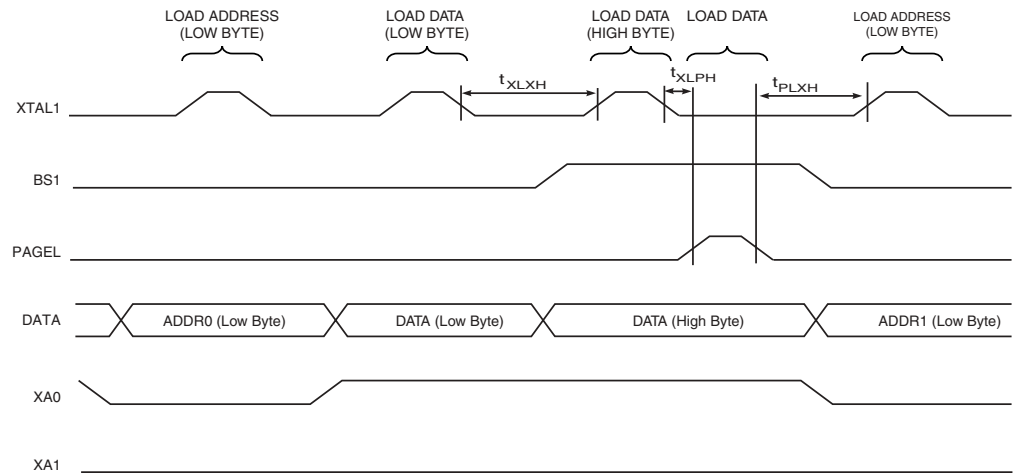 LOAD ADDRESS
(LOW BYTE)
LOAD DATA
(LOW BYTE)
LOAD DATA
(HIGH BYTE)
LOAD DATA
LOAD ADDRESS
(LOW BYTE)
XTAL1
tXLXH
tXLPH
tPLXH
BS1
PAGEL
DATA
ADDR0 (Low Byte)
DATA (Low Byte)
DATA (High Byte)
ADDR1 (Low Byte)
XA0
XA1